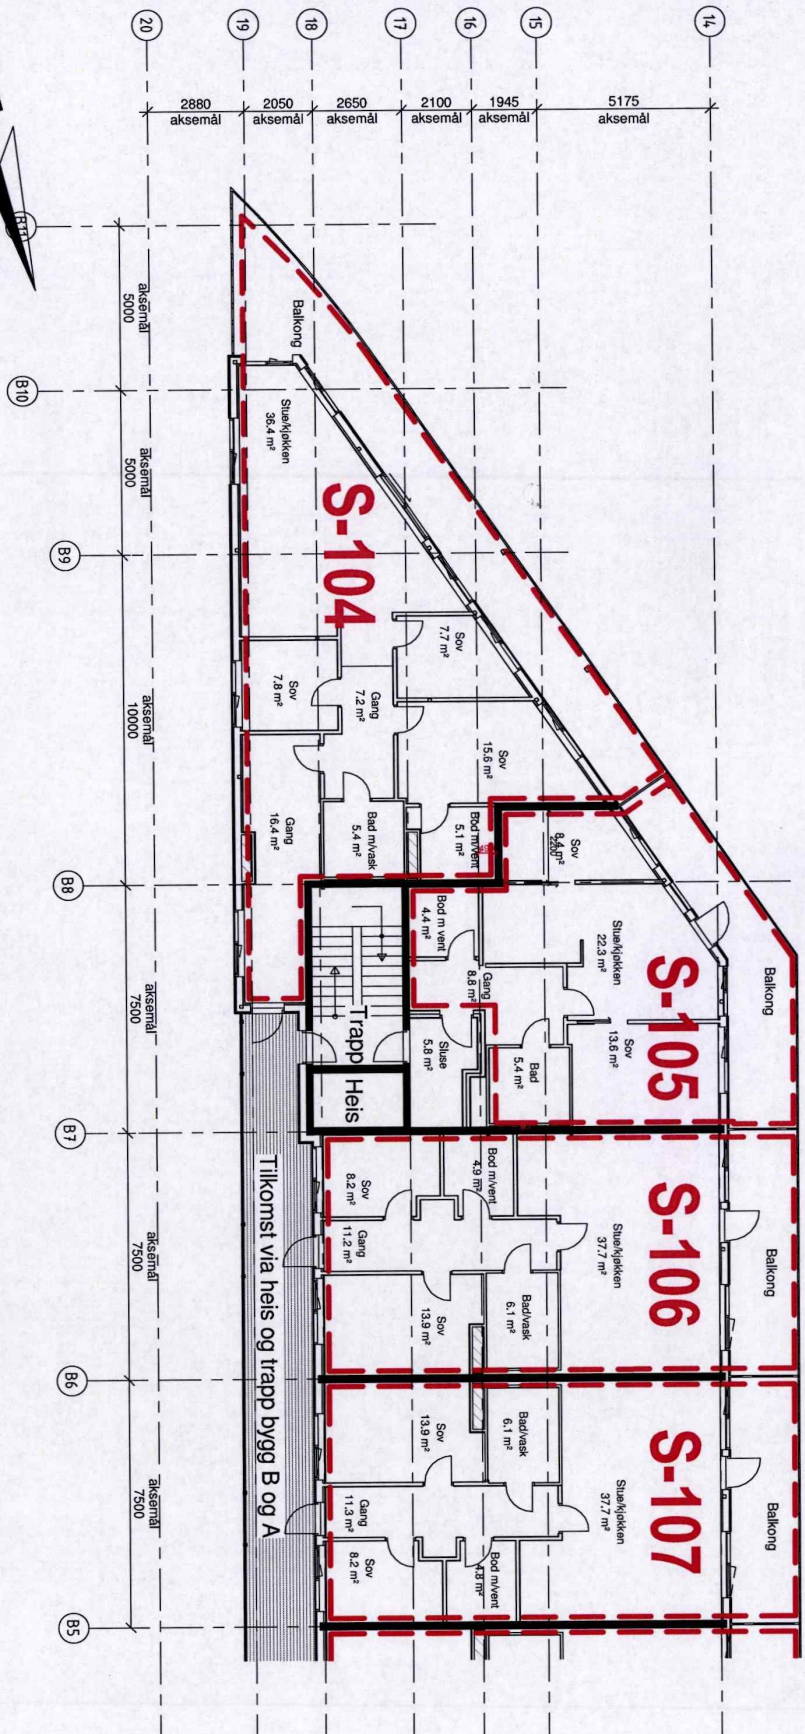 20
19
18
17
16
15
14
2880
aksemål
2050
aksemål
2650
aksemål
2100
aksemål
1945
aksemål
5175
aksemål
B11
aksemål
5000
B10
aksemål
5000
B9
aksemål
10000
B8
aksemål
7500
B7
aksemål
7500
B6
aksemål
7500
B5
Balkong
Stue/kjøkken
36.4 m²
S-104
Sov
7.7 m²
Sov
7.8 m²
Gang
7.2 m²
Sov
15.6 m²
Gang
16.4 m²
Bad m/vask
5.4 m²
Bod m/vent
5.1 m²
Sov
8.4 m²
2200
Bod m vent
4.4 m²
Stue/kjøkken
22.3 m²
S-105
Balkong
Gang
8.8 m²
Sov
13.6 m²
Sluse
5.8 m²
Bad
5.4 m²
Trapp
Heis
Tilkomst via heis og trapp bygg B og A
Sov
8.2 m²
Bod m/vent
4.9 m²
S-106
Stue/kjøkken
37.7 m²
Balkong
Gang
11.2 m²
Sov
13.9 m²
Bad/vask
6.1 m²
Sov
13.9 m²
Bad/vask
6.1 m²
S-107
Stue/kjøkken
37.7 m²
Balkong
Gang
11.3 m²
Sov
8.2 m²
Bod m/vent
4.8 m²